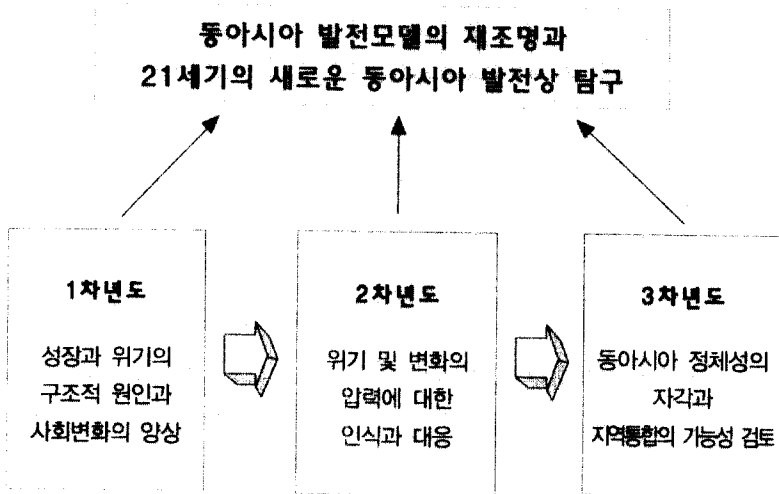 동아시아 발전모델의 재조명과
21세기의 새로운 동아시아 발전상 탐구
1차년도
성장과 위기의
구조적 원인과
사회변화의 양상
2차년도
위기 및 변화의
압력에 대한
인식과 대응
3차년도
동아시아 정체성의
자각과
지역통합의 가능성 검토